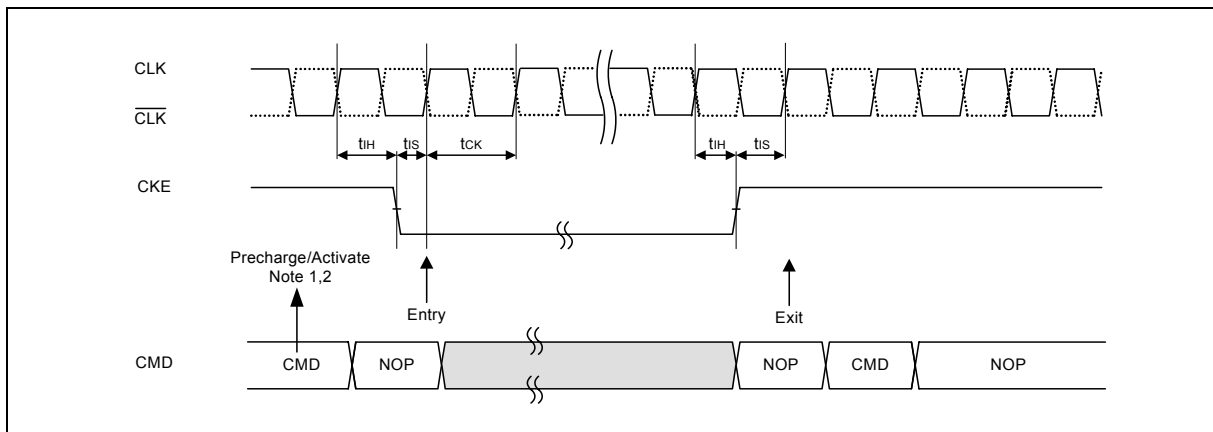 CLK
CLK
tIH tIS tCK tIH tIS
CKE
Precharge/Activate
Note 1,2
Entry
Exit
CMD
CMD NOP NOP CMD NOP